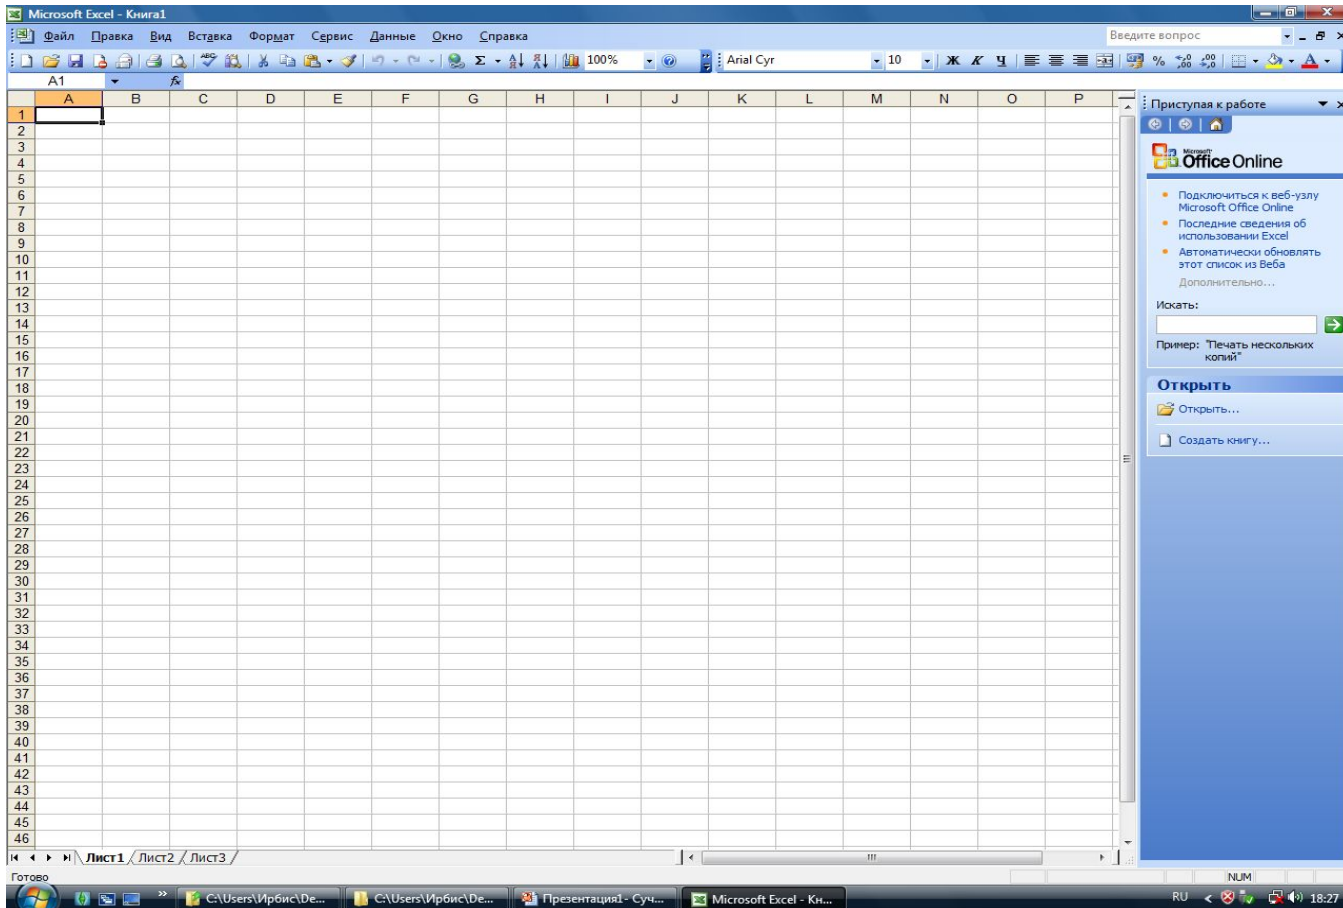 Microsoft Excel - Книга1
Файл Правка Вид Вставка Формат Сервис Данные Окно Справка
Введите вопрос
100%
Arial Cyr
10
Ж К Ч
A1
fx
A B C D E F G H I J K L M N O P
1
2
3
4
5
6
7
8
9
10
11
12
13
14
15
16
17
18
19
20
21
22
23
24
25
26
27
28
29
30
31
32
33
34
35
36
37
38
39
40
41
42
43
44
45
46
Приступая к работе
Microsoft
Office Online
Подключиться к веб-узлу
Microsoft Office Online
Последние сведения об
использовании Excel
Автоматически обновлять
этот список из Веба
Дополнительно...
Искать:
Пример: "Печать нескольких
копий"
Открыть
Открыть...
Создать книгу...
Лист1 Лист2 Лист3
Готово
NUM
C:\Users\Ирбис\De...
C:\Users\Ирбис\De...
Презентация1- Суч...
Microsoft Excel - Кн...
RU
18:27